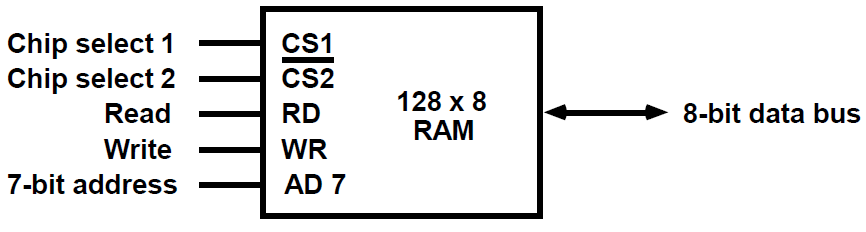 Chip select 1
Chip select 2
Read
Write
7-bit address
CS1
CS2
RD
WR
AD 7
128 x 8
RAM
8-bit data bus